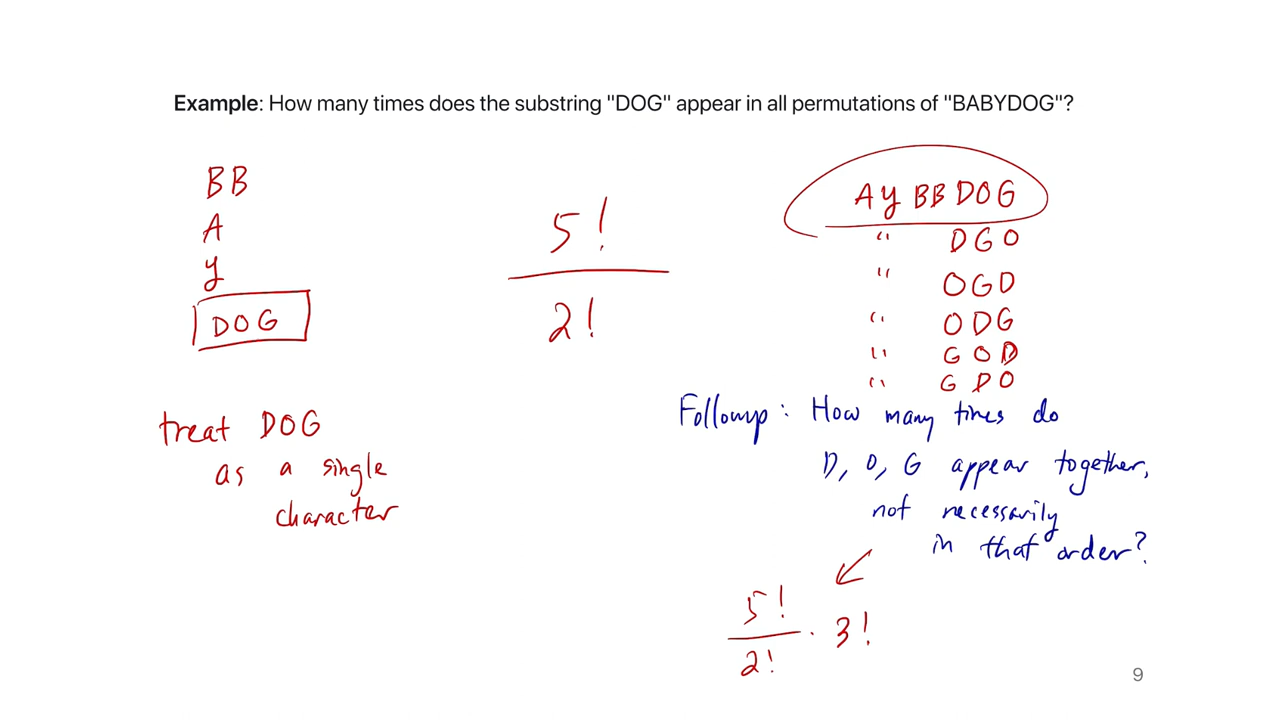 Example: How many times does the substring "DOG" appear in all permutations of "BABYDOG"?
BB
A
y
DOG
treat DOG
as a single
character
5!
2!
A y BB DOG
" DGO
" OGD
" ODG
" GOD
" GDO
Followup: How many times do
D, O, G appear together,
not necessarily
in that order?
5!
2!
· 3!
9